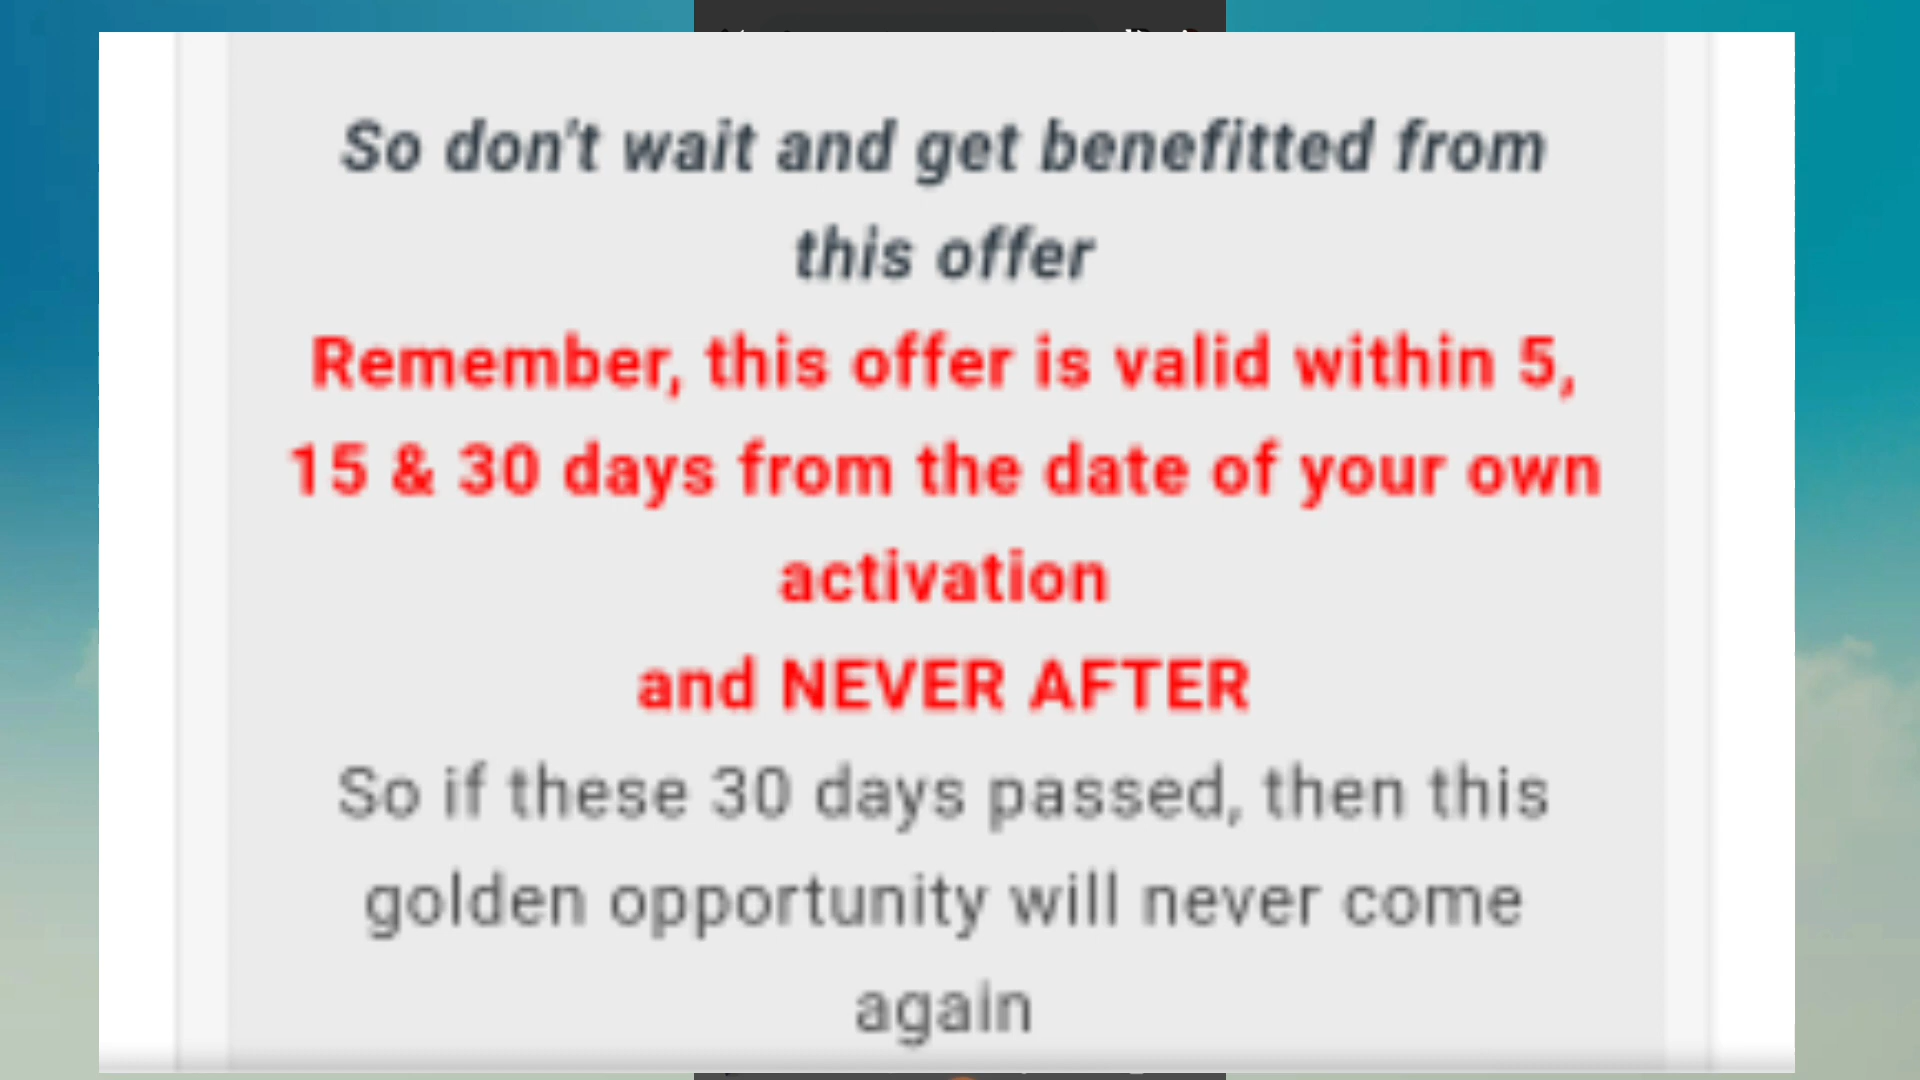 So don't wait and get benefitted from
this offer
Remember, this offer is valid within 5,
15 & 30 days from the date of your own
activation
and NEVER AFTER
So if these 30 days passed, then this
golden opportunity will never come
again